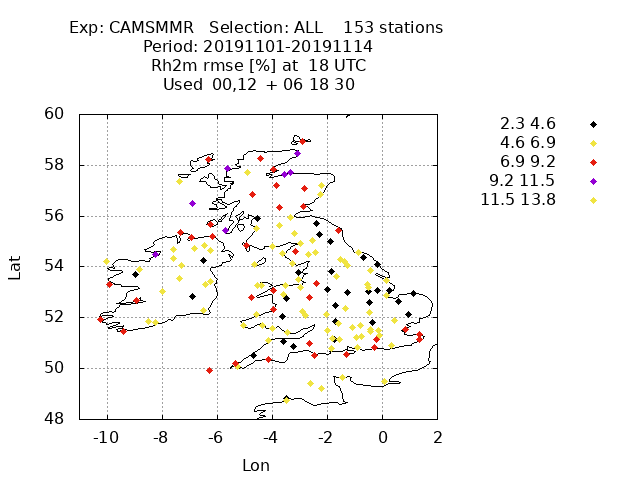 Exp: CAMSMMR Selection: ALL 153 stations
Period: 20191101-20191114
Rh2m rmse [%] at 18 UTC
Used 00,12 + 06 18 30
2.3 4.6
4.6 6.9
6.9 9.2
9.2 11.5
11.5 13.8
60
58
56
54
52
50
48
Lat
-10 -8 -6 -4 -2 0 2
Lon